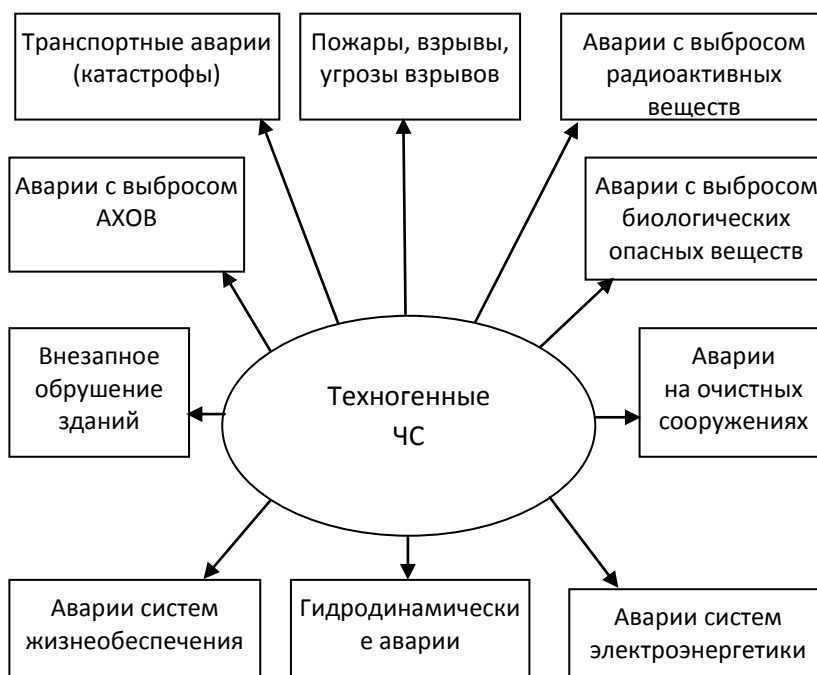 Транспортные аварии
(катастрофы)
Пожары, взрывы,
угрозы взрывов
Аварии с выбросом
радиоактивных
веществ
Аварии с выбросом
АХОВ
Аварии с выбросом
биологических
опасных веществ
Внезапное
обрушение
зданий
Техногенные
ЧС
Аварии
на очистных
сооружениях
Аварии систем
жизнеобеспечения
Гидродинамически
е аварии
Аварии систем
электроэнергетики